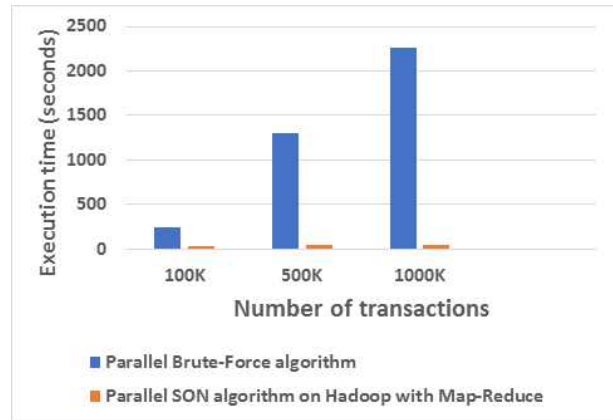 2500
2000
1500
1000
500
0
Execution time (seconds)
100K 500K 1000K
Number of transactions
Parallel Brute-Force algorithm
Parallel SON algorithm on Hadoop with Map-Reduce